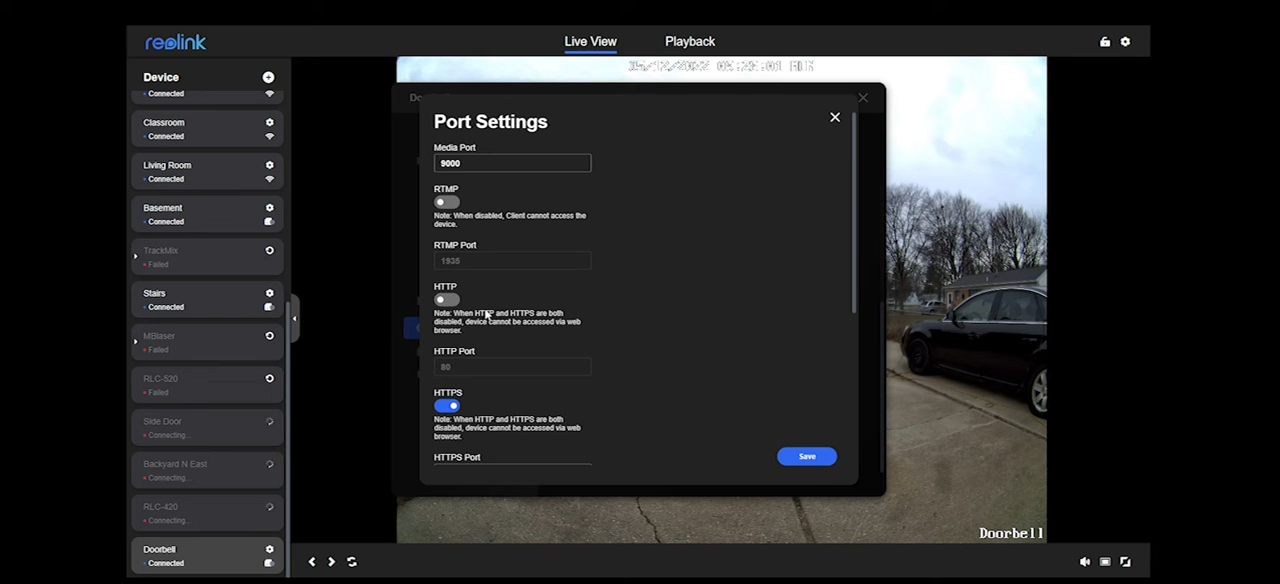 reolink
Live View
Playback
Device
Connected
Classroom
Connected
Living Room
Connected
Basement
Connected
TrackMix
Failed
Stairs
Connected
MBlaser
Failed
RLC-520
Failed
Side Door
Connecting...
Backyard N East
Connecting...
RLC-420
Connecting...
Doorbell
Connected
Port Settings
Media Port
9000
RTMP
Note: When disabled, Client cannot access the
device.
RTMP Port
1935
HTTP
Note: When HTTP and HTTPS are both
disabled, device cannot be accessed via web
browser.
HTTP Port
80
HTTPS
Note: When HTTP and HTTPS are both
disabled, device cannot be accessed via web
browser.
HTTPS Port
Save
Doorbell